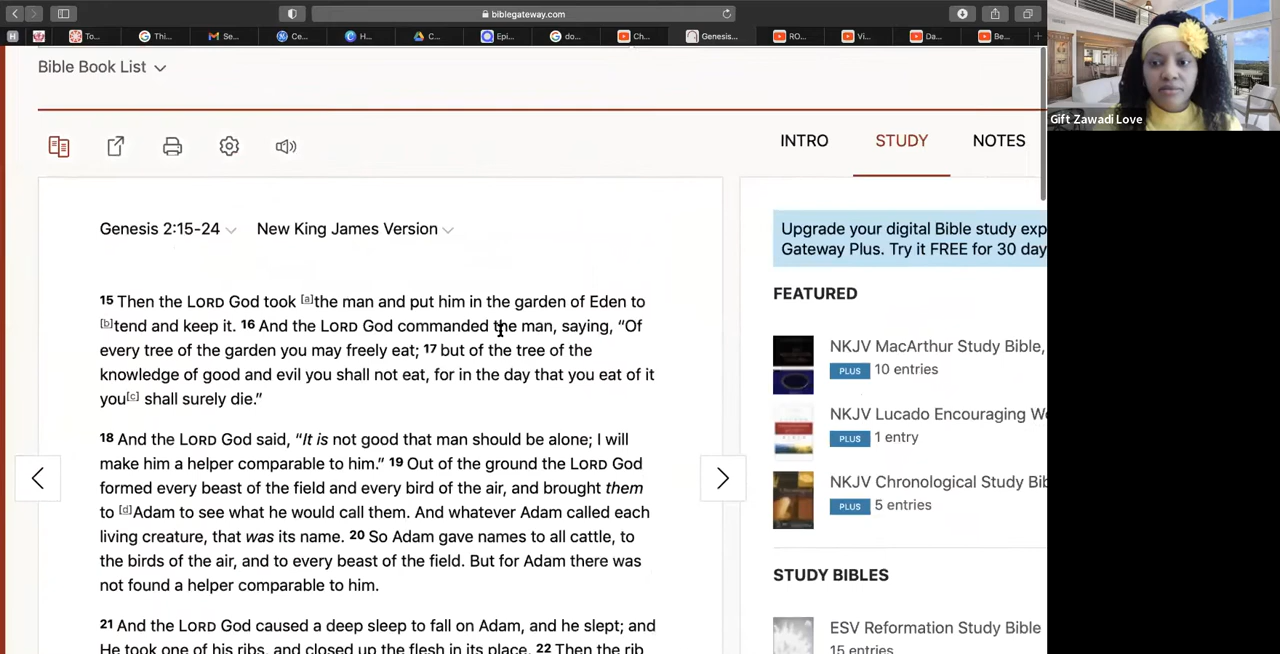 biblegateway.com
H
To...
Thi...
Se...
Ce...
H...
C...
Epi...
do...
Ch...
Genesis...
RO...
Vi...
Da...
Be...
Bible Book List
INTRO
STUDY
NOTES
Genesis 2:15-24
New King James Version
15 Then the LORD God took [a]the man and put him in the garden of Eden to
[b]tend and keep it. 16 And the LORD God commanded the man, saying, “Of
every tree of the garden you may freely eat; 17 but of the tree of the
knowledge of good and evil you shall not eat, for in the day that you eat of it
you[c] shall surely die.”
18 And the LORD God said, “It is not good that man should be alone; I will
make him a helper comparable to him.” 19 Out of the ground the LORD God
formed every beast of the field and every bird of the air, and brought them
to [d]Adam to see what he would call them. And whatever Adam called each
living creature, that was its name. 20 So Adam gave names to all cattle, to
the birds of the air, and to every beast of the field. But for Adam there was
not found a helper comparable to him.
21 And the LORD God caused a deep sleep to fall on Adam, and he slept; and
He took one of his ribs, and closed up the flesh in its place. 22 Then the rib
Upgrade your digital Bible study exp
Gateway Plus. Try it FREE for 30 day
FEATURED
NKJV MacArthur Study Bible,
PLUS 10 entries
NKJV Lucado Encouraging Wo
PLUS 1 entry
NKJV Chronological Study Bib
PLUS 5 entries
STUDY BIBLES
ESV Reformation Study Bible
15 entries
Gift Zawadi Love